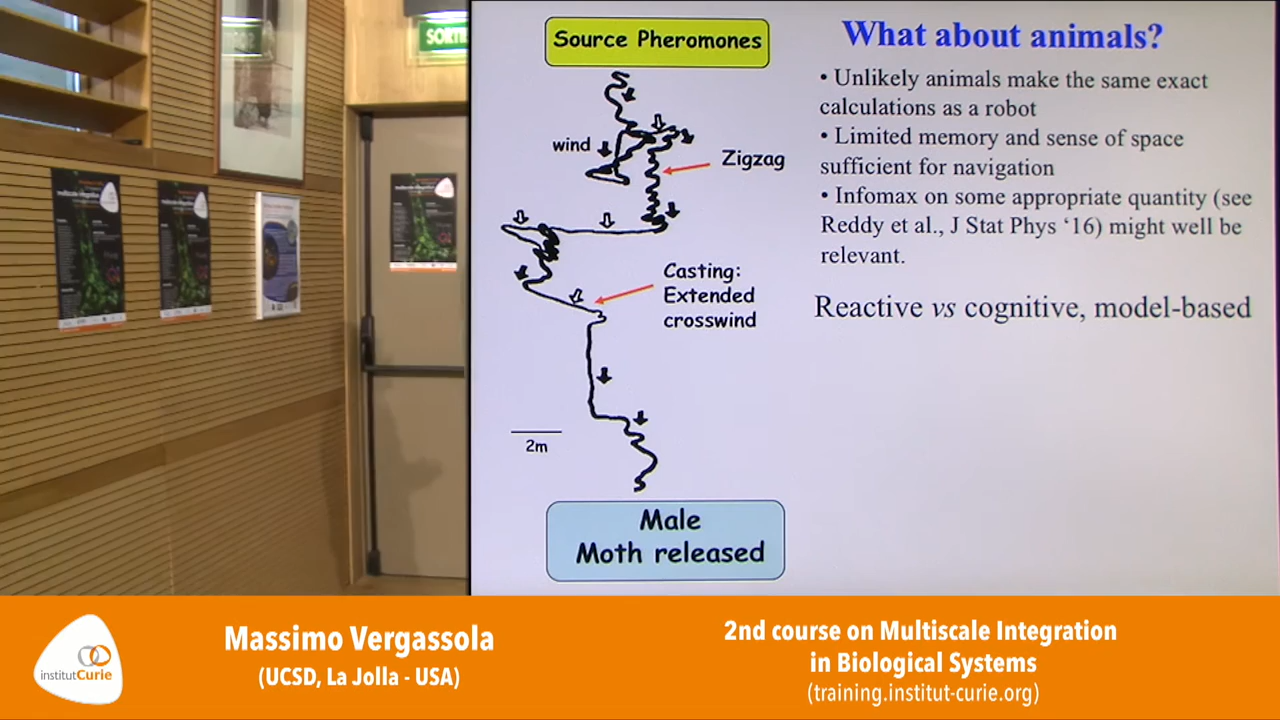 SORTIE
Source Pheromones
wind
Zigzag
Casting:
Extended
crosswind
2m
Male
Moth released
What about animals?
• Unlikely animals make the same exact
calculations as a robot
• Limited memory and sense of space
sufficient for navigation
• Infomax on some appropriate quantity (see
Reddy et al., J Stat Phys ‘16) might well be
relevant.
Reactive vs cognitive, model-based
institutCurie
Massimo Vergassola
(UCSD, La Jolla - USA)
2nd course on Multiscale Integration
in Biological Systems
(training.institut-curie.org)